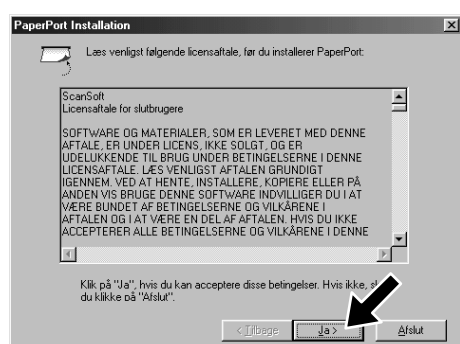 PaperPort Installation
Læs venligst følgende licensaftale, før du installerer PaperPort:
ScanSoft
Licensaftale for slutbrugere
SOFTWARE OG MATERIALER, SOM ER LEVERET MED DENNE
AFTALE, ER UNDER LICENS, IKKE SOLGT, OG ER
UDELUKKENDE TIL BRUG UNDER BETINGELSERNE I DENNE
LICENSAFTALE. LÆS VENLIGST AFTALEN GRUNDIGT
IGENNEM. VED AT HENTE, INSTALLERE, KOPIERE ELLER PÅ
ANDEN VIS BRUGE DENNE SOFTWARE INDVILLIGER DU I AT
VÆRE BUNDET AF BETINGELSERNE OG VILKÅRENE I
AFTALEN OG I AT VÆRE EN DEL AF AFTALEN. HVIS DU IKKE
ACCEPTERER ALLE BETINGELSERNE OG VILKÅRENE I DENNE
Klik på "Ja", hvis du kan acceptere disse betingelser. Hvis ikke,
du klikke på "Afslut".
< Tilbage Ja > Afslut